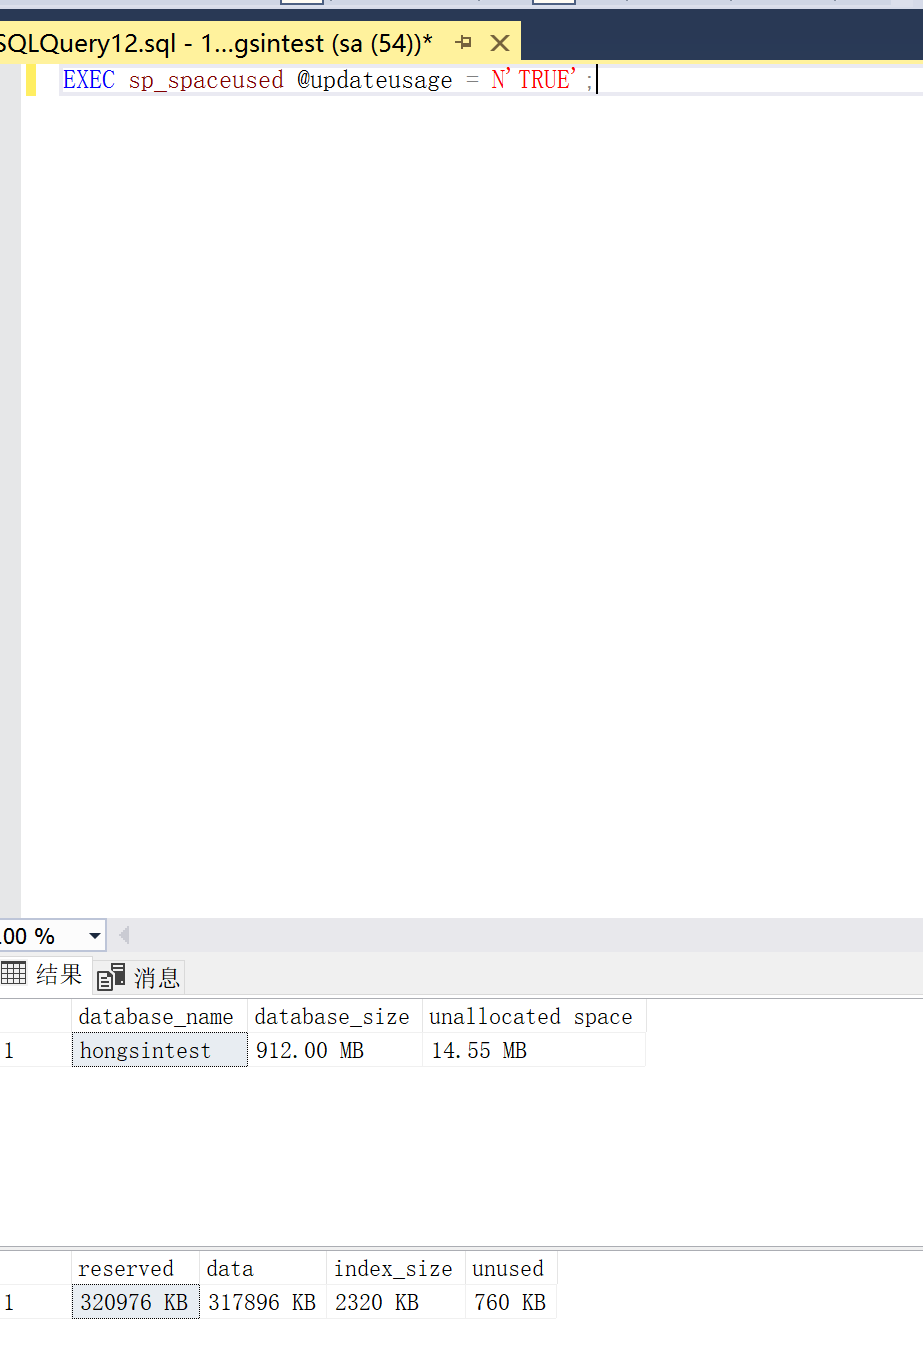 SQLQuery12.sql - 1...gsintest (sa (54))*
EXEC sp_spaceused @updateusage = N'TRUE';
.00 %
结果 消息
database_name database_size unallocated space
1 hongsintest 912.00 MB 14.55 MB
reserved data index_size unused
1 320976 KB 317896 KB 2320 KB 760 KB